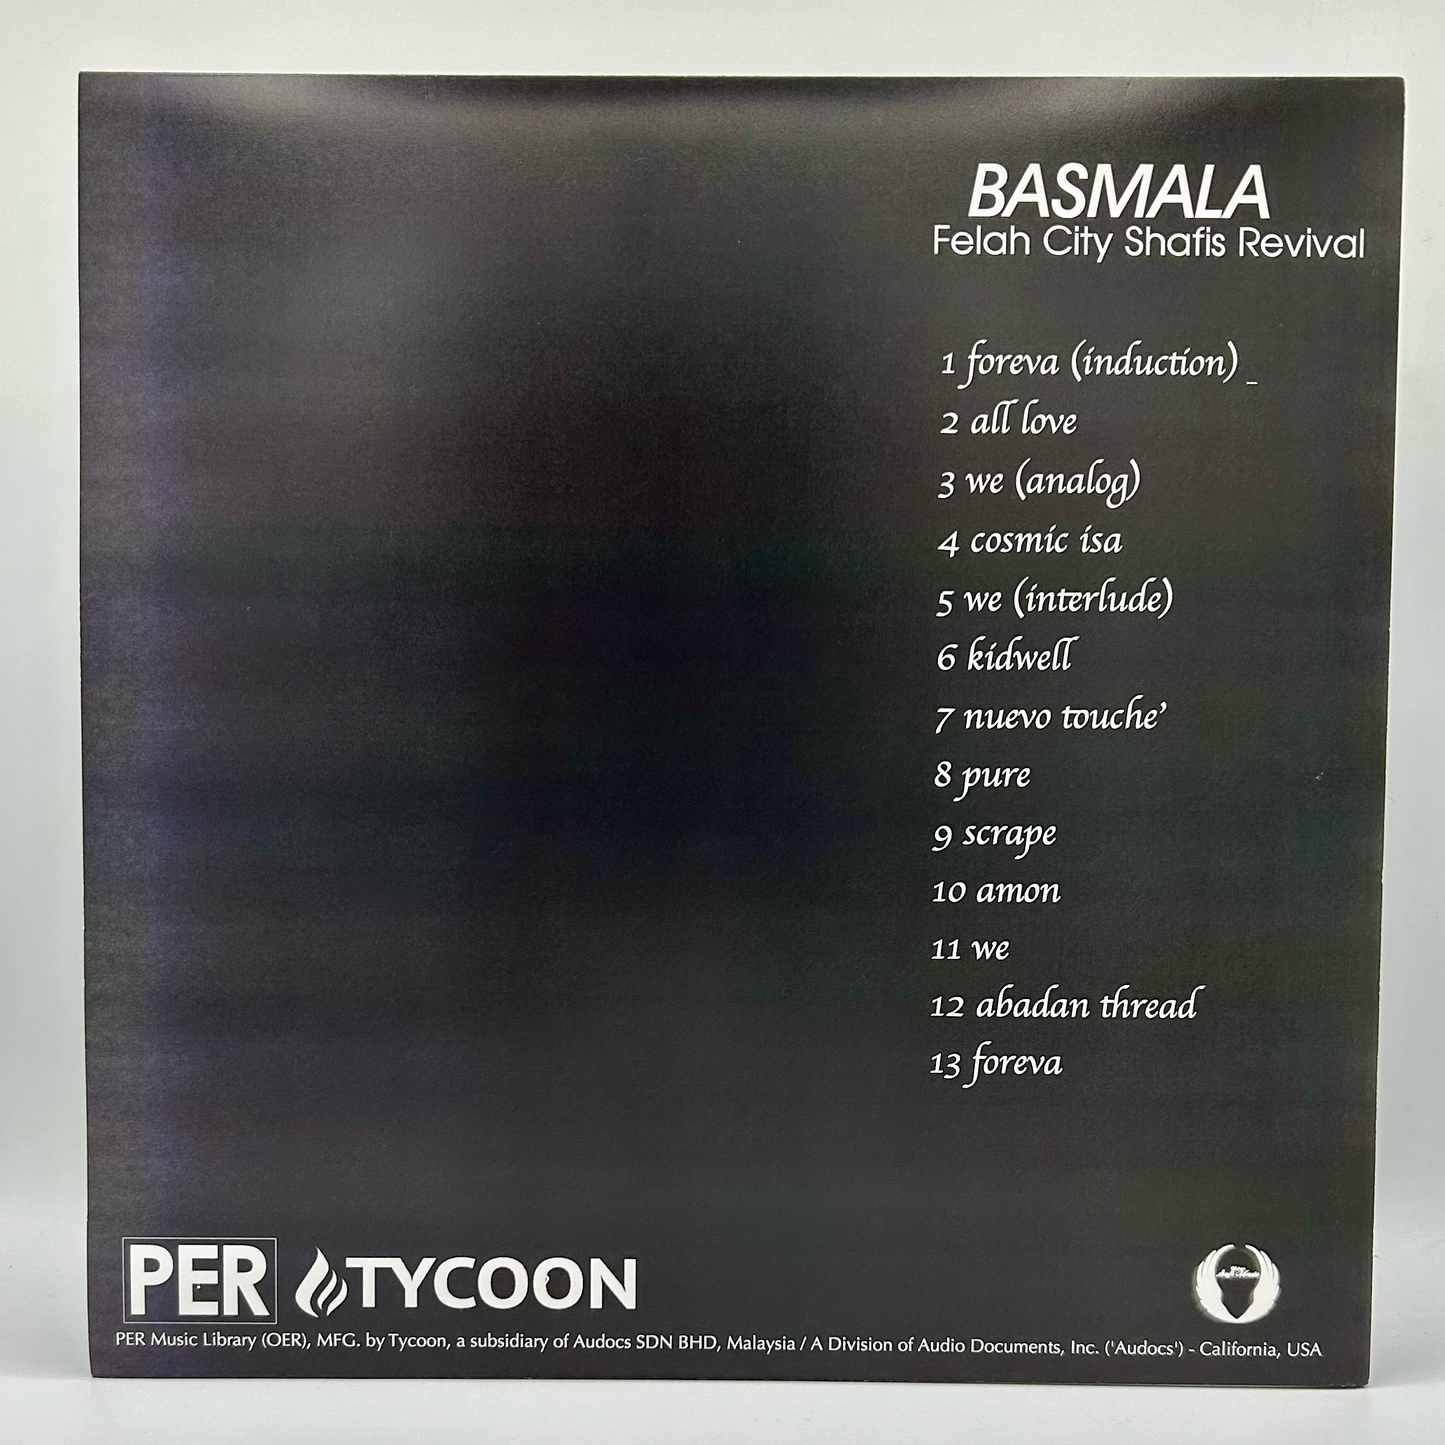 BASMALA
Felah City Shafis Revival
1 foreva (induction) _
2 all love
3 we (analog)
4 cosmic isa
5 we (interlude)
6 kidwell
7 nuevo touche'
8 pure
9 scrape
10 amon
11 we
12 abadan thread
13 foreva
PER TYCOON
PER Music Library (OER), MFG. by Tycoon, a subsidiary of Audocs SDN BHD, Malaysia / A Division of Audio Documents, Inc. ('Audocs') - California, USA